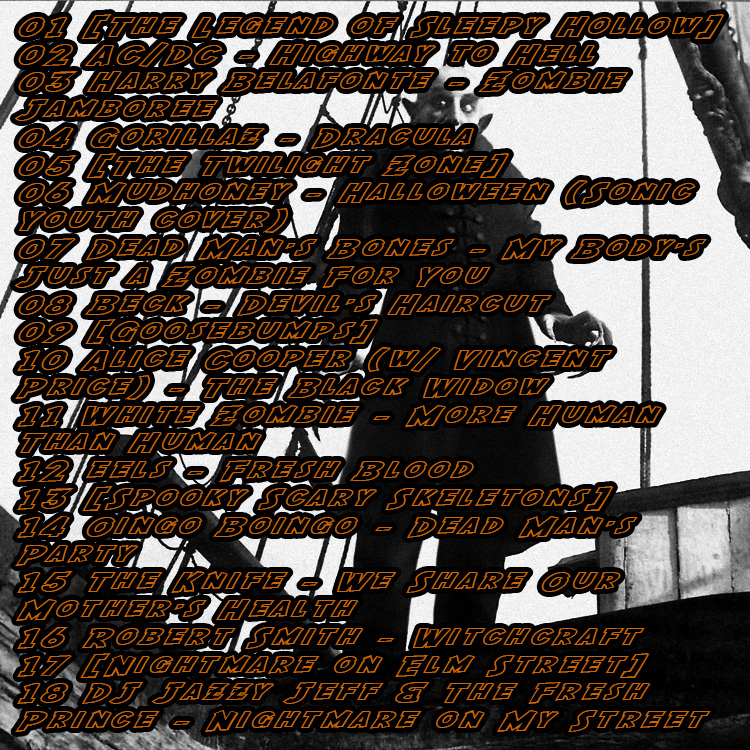 01 [The Legend of Sleepy Hollow]
02 AC/DC - Highway to Hell
03 Harry Belafonte - Zombie
Jamboree
04 Gorillaz - Dracula
05 [The Twilight Zone]
06 Mudhoney - Halloween (Sonic
Youth cover)
07 Dead Man's Bones - My Body's
Just a Zombie For You
08 Beck - Devil's Haircut
09 [Goosebumps]
10 Alice Cooper (w/ Vincent
Price) - The Black Widow
11 White Zombie - More Human
Than Human
12 eels - Fresh Blood
13 [Spooky Scary Skeletons]
14 Oingo Boingo - Dead Man's
Party
15 The Knife - We Share Our
Mother's Health
16 Robert Smith - Witchcraft
17 [Nightmare on Elm Street]
18 DJ Jazzy Jeff & The Fresh
Prince - Nightmare on My Street